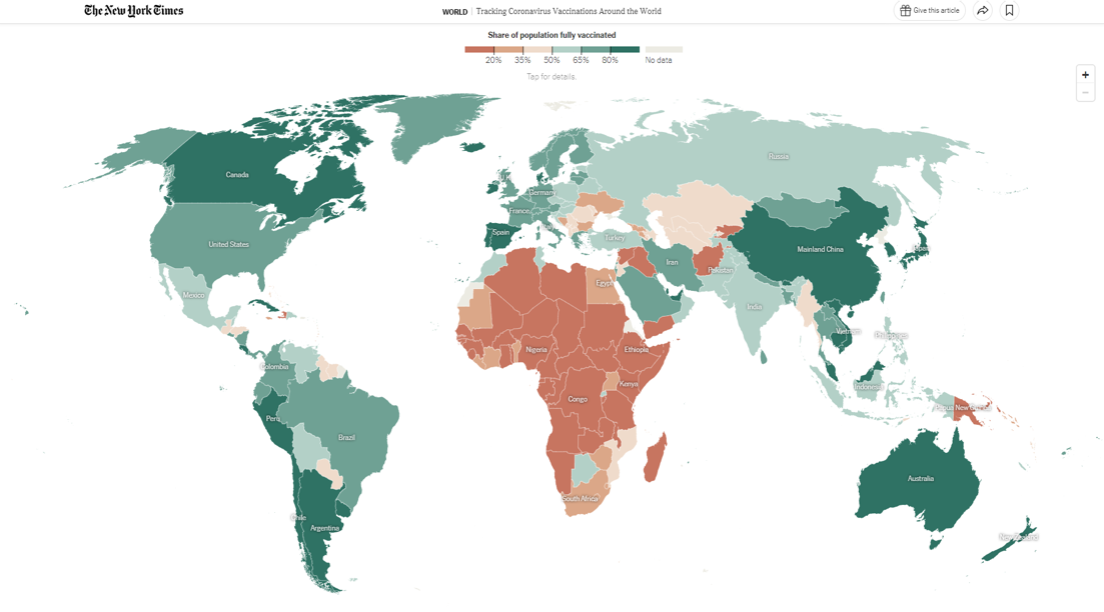 The New York Times
WORLD | Tracking Coronavirus Vaccinations Around the World
Give this article
Share of population fully vaccinated
20% 35% 50% 65% 80% No data
Tap for details.
+
−
Canada
Russia
Germany
France
Spain
United States
Turkey
Mainland China
Japan
Iran
Pakistan
Mexico
Egypt
India
Vietnam
Philippines
Nigeria
Ethiopia
Colombia
Kenya
Indonesia
Congo
Papua New Guinea
Peru
Brazil
Australia
South Africa
Chile
Argentina
New Zealand